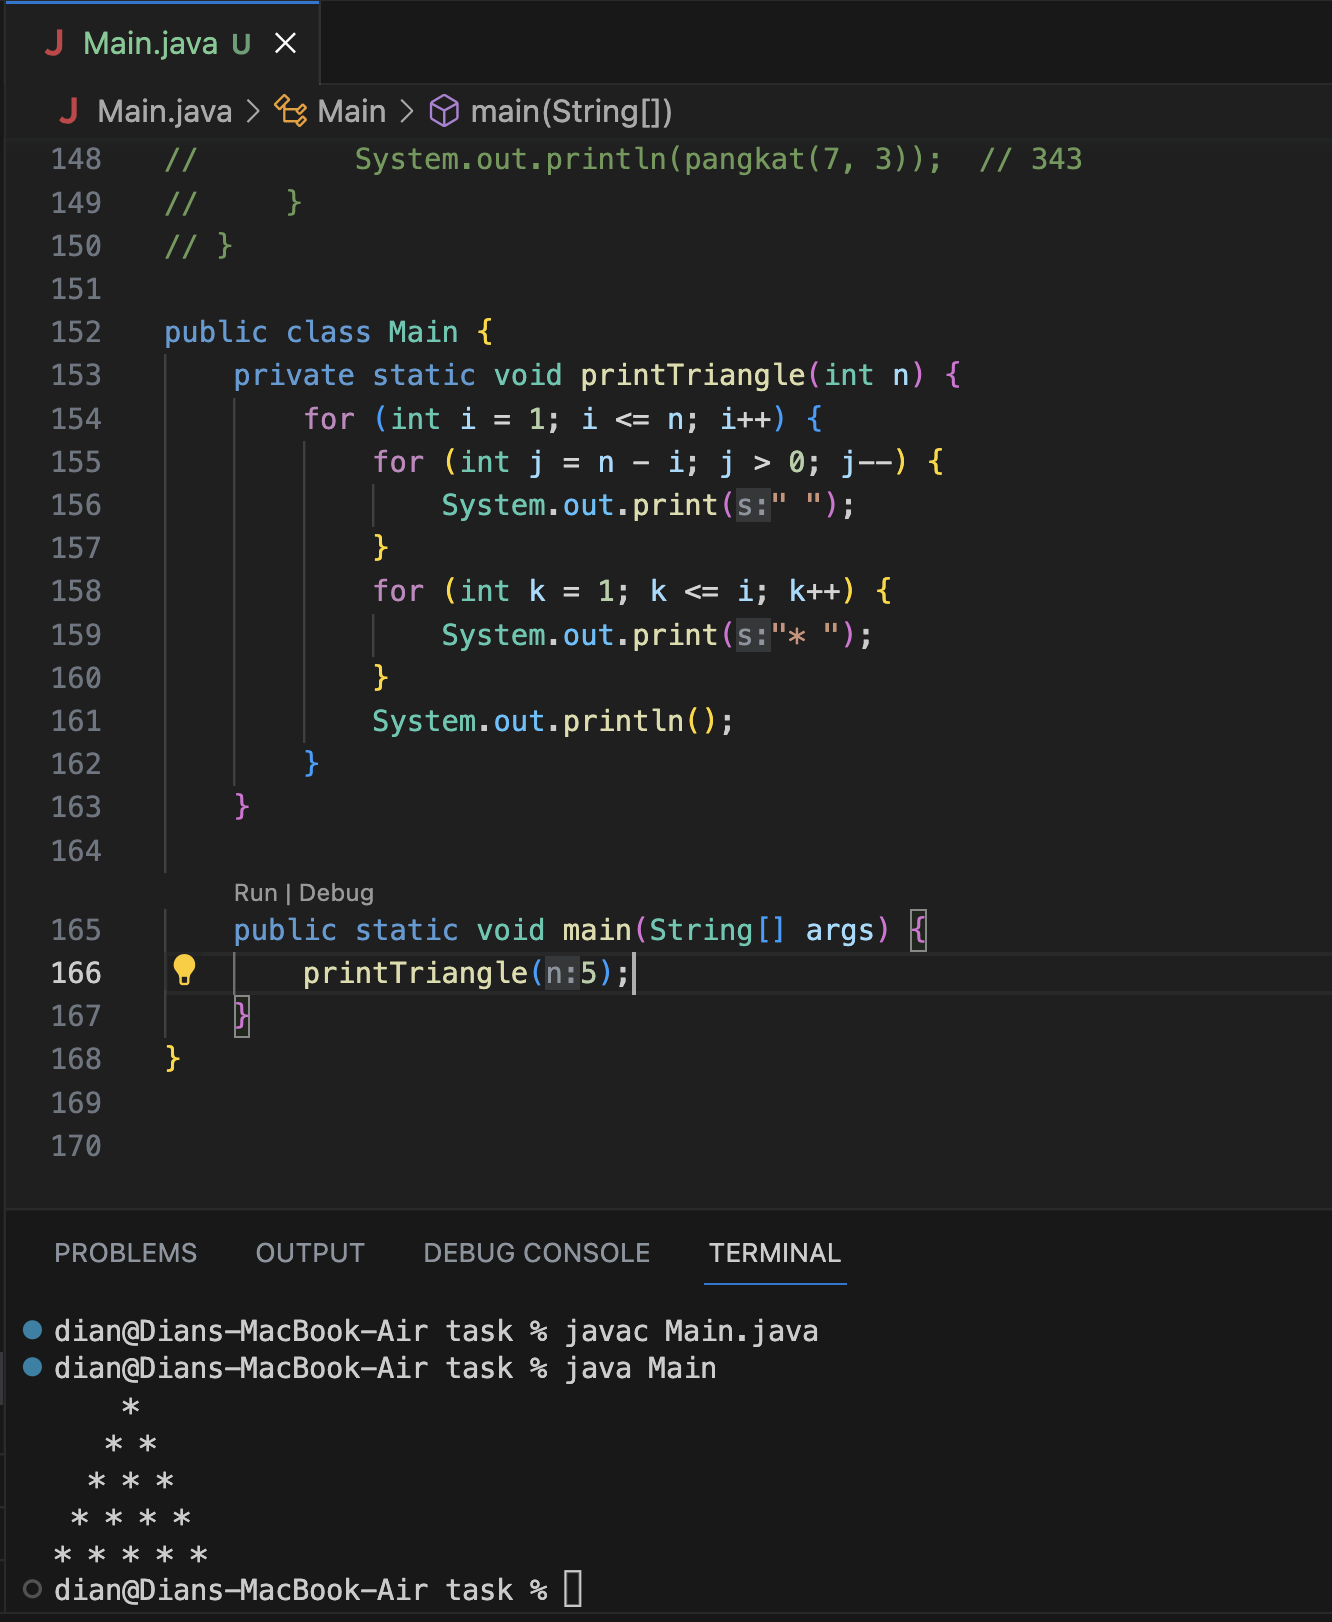 Main.java U
Main.java > Main > main(String[])
148 //         System.out.println(pangkat(7, 3));  // 343
149 //     }
150 // }
151
152 public class Main {
153     private static void printTriangle(int n) {
154         for (int i = 1; i <= n; i++) {
155             for (int j = n - i; j > 0; j--) {
156                 System.out.print(s:" ");
157             }
158             for (int k = 1; k <= i; k++) {
159                 System.out.print(s:"* ");
160             }
161             System.out.println();
162         }
163     }
164
Run | Debug
165     public static void main(String[] args) {
166         printTriangle(n:5);
167     }
168 }
169
170
PROBLEMS OUTPUT DEBUG CONSOLE TERMINAL
dian@Dians-MacBook-Air task % javac Main.java
dian@Dians-MacBook-Air task % java Main
    *
   * *
  * * *
 * * * *
* * * * *
dian@Dians-MacBook-Air task %